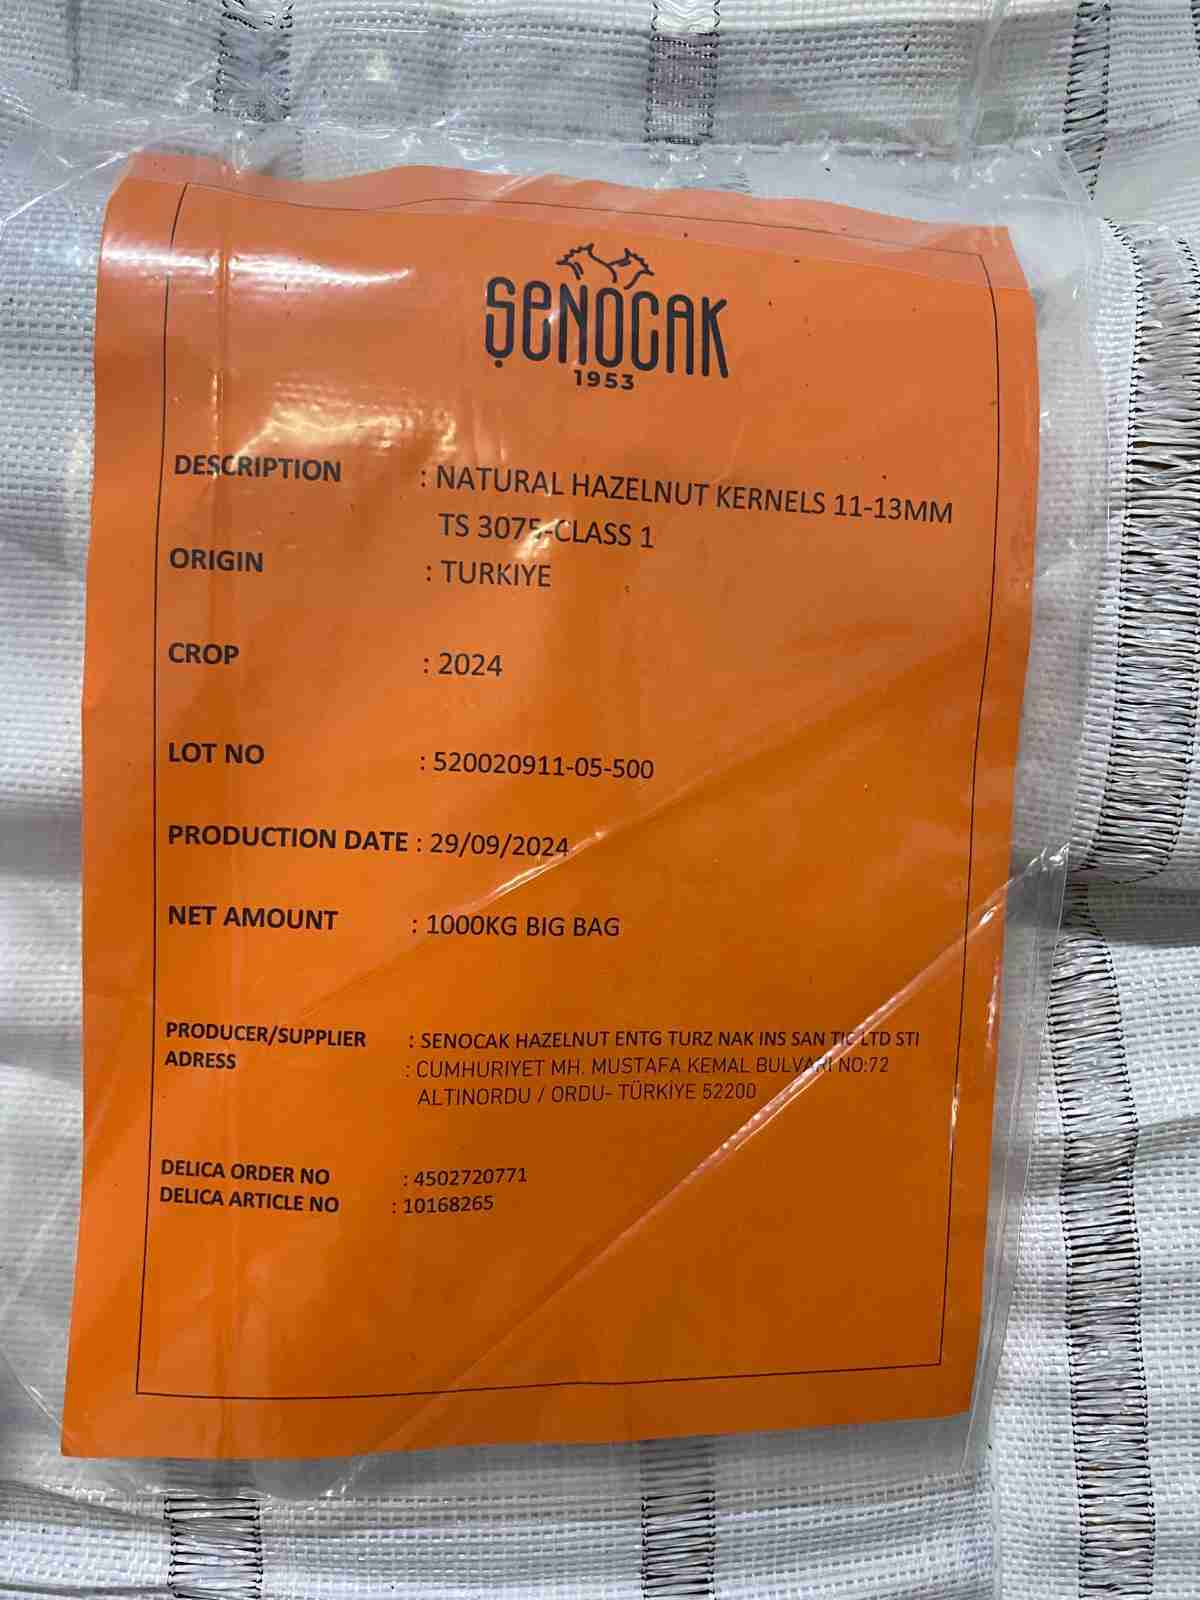 ŞENOCAK
1953
DESCRIPTION : NATURAL HAZELNUT KERNELS 11-13MM
TS 3075-CLASS 1
ORIGIN : TURKIYE
CROP : 2024
LOT NO : 520020911-05-500
PRODUCTION DATE : 29/09/2024
NET AMOUNT : 1000KG BIG BAG
PRODUCER/SUPPLIER : SENOCAK HAZELNUT ENTG TURZ NAK INS SAN TIC LTD STI
ADRESS : CUMHURIYET MH. MUSTAFA KEMAL BULVARI NO:72
ALTINORDU / ORDU- TÜRKİYE 52200
DELICA ORDER NO : 4502720771
DELICA ARTICLE NO : 10168265